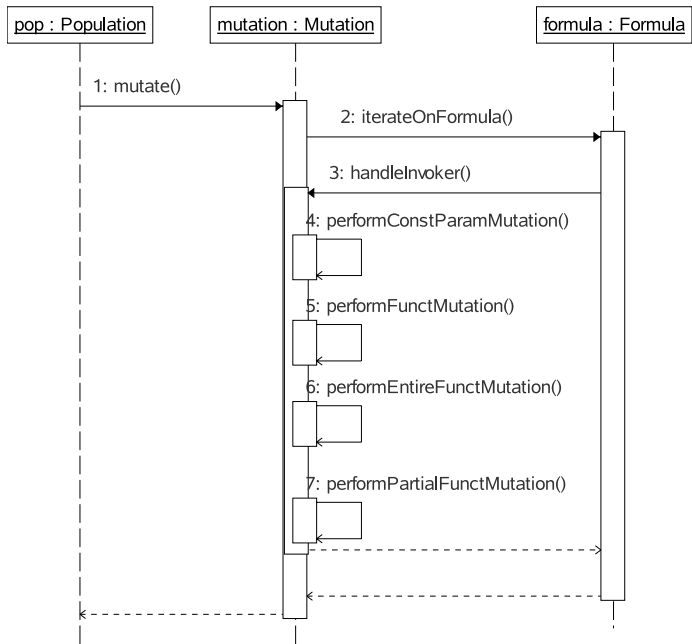 pop : Population
mutation : Mutation
formula : Formula
1: mutate()
2: iterateOnFormula()
3: handleInvoker()
4: performConstParamMutation()
5: performFunctMutation()
6: performEntireFunctMutation()
7: performPartialFunctMutation()